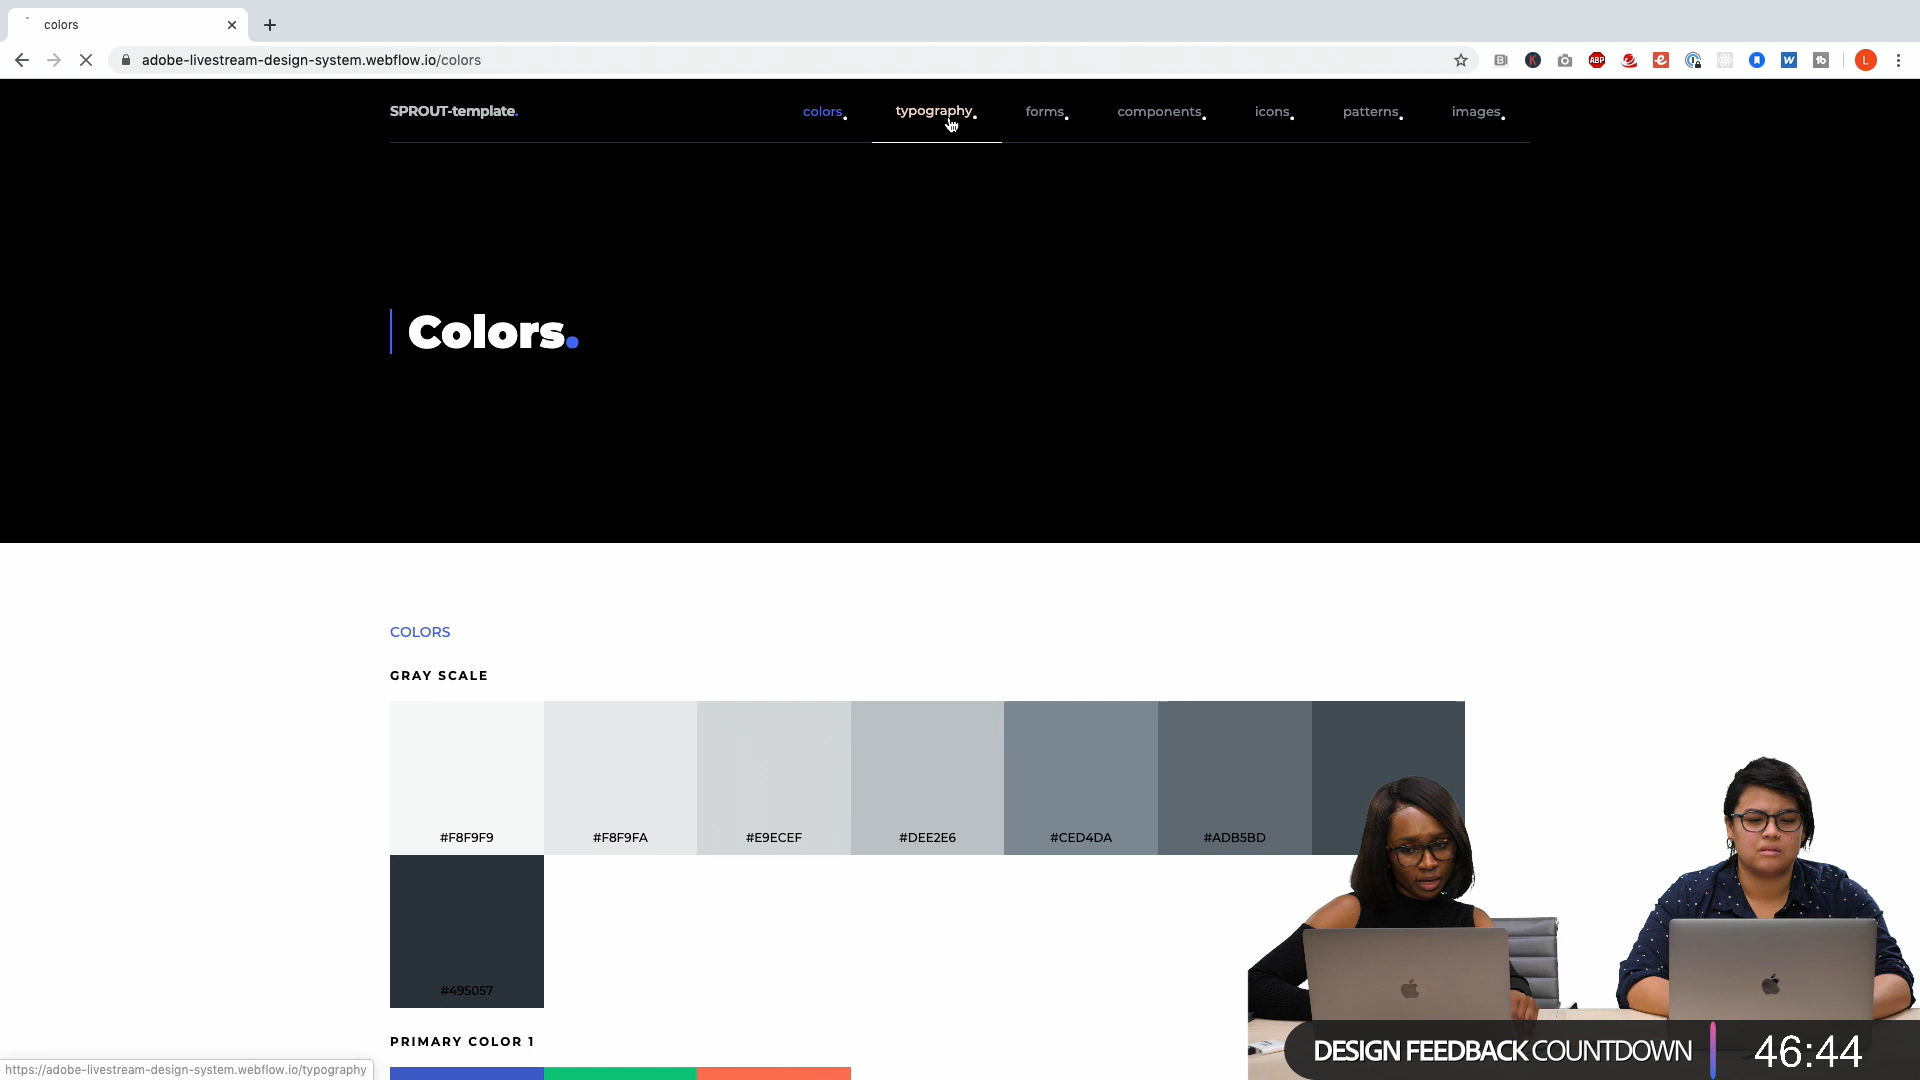 colors
adobe-livestream-design-system.webflow.io/colors
SPROUT-template.
colors.
typography.
forms.
components.
icons.
patterns.
images.
Colors.
COLORS
GRAY SCALE
#F8F9F9
#F8F9FA
#E9ECEF
#DEE2E6
#CED4DA
#ADB5BD
#495057
PRIMARY COLOR 1
https://adobe-livestream-design-system.webflow.io/typography
DESIGN FEEDBACK COUNTDOWN
46:44
ABP
L